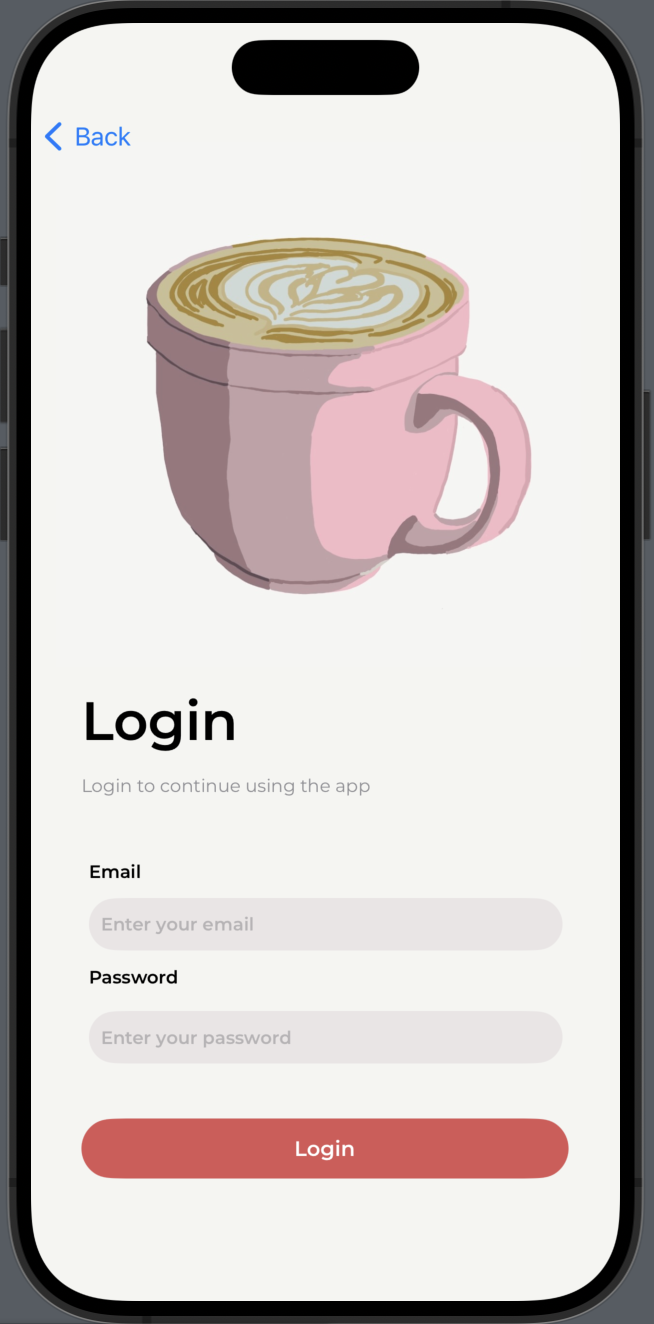 Back
Login
Login to continue using the app
Email
Enter your email
Password
Enter your password
Login